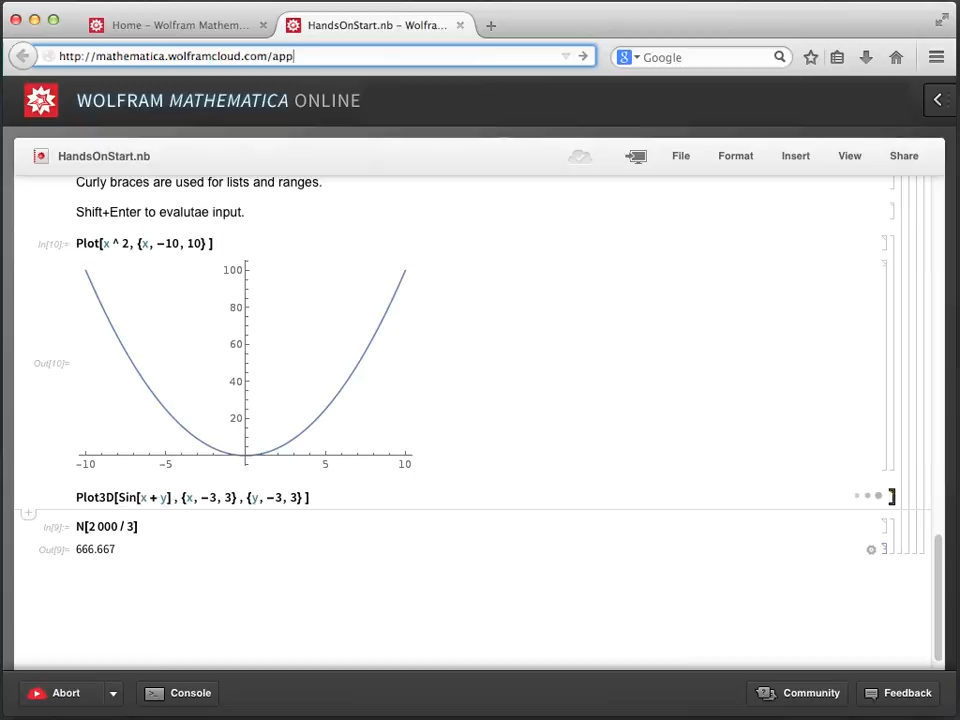 Home – Wolfram Mathem...
HandsOnStart.nb – Wolfra...
http://mathematica.wolframcloud.com/app
Google
WOLFRAM MATHEMATICA ONLINE
HandsOnStart.nb
File
Format
Insert
View
Share
Curly braces are used for lists and ranges.
Shift+Enter to evalutae input.
In[10]:= Plot[x ^ 2, {x, −10, 10} ]
100
80
60
40
20
−10 −5 5 10
Out[10]=
Plot3D[Sin[x + y] , {x, −3, 3} , {y, −3, 3} ]
In[9]:= N[2 000 / 3]
Out[9]= 666.667
Abort
Console
Community
Feedback